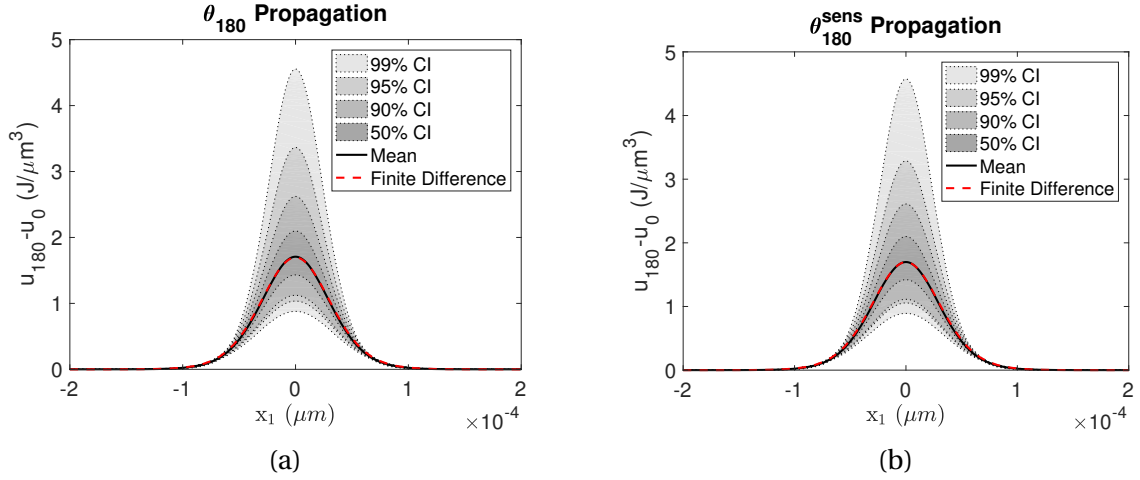 θ180 Propagation
5
4
3
2
1
0
u180-u0 (J/μm3)
99% CI
95% CI
90% CI
50% CI
Mean
Finite Difference
-2 -1 0 1 2
x1 (μm) ×10-4
(a)
θ180sens Propagation
5
4
3
2
1
0
u180-u0 (J/μm3)
99% CI
95% CI
90% CI
50% CI
Mean
Finite Difference
-2 -1 0 1 2
x1 (μm) ×10-4
(b)